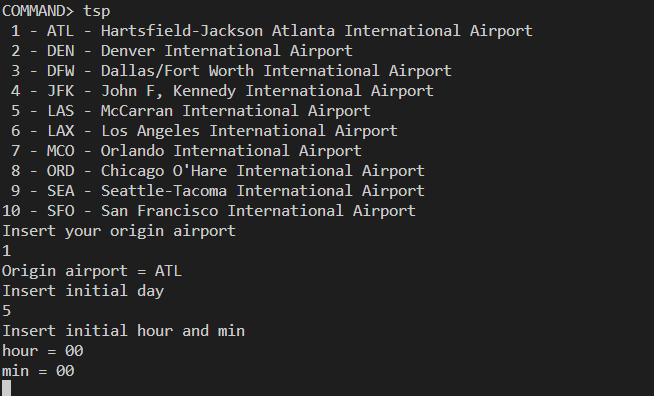 COMMAND> tsp
 1 - ATL - Hartsfield-Jackson Atlanta International Airport
 2 - DEN - Denver International Airport
 3 - DFW - Dallas/Fort Worth International Airport
 4 - JFK - John F, Kennedy International Airport
 5 - LAS - McCarran International Airport
 6 - LAX - Los Angeles International Airport
 7 - MCO - Orlando International Airport
 8 - ORD - Chicago O'Hare International Airport
 9 - SEA - Seattle-Tacoma International Airport
10 - SFO - San Francisco International Airport
Insert your origin airport
1
Origin airport = ATL
Insert initial day
5
Insert initial hour and min
hour = 00
min = 00